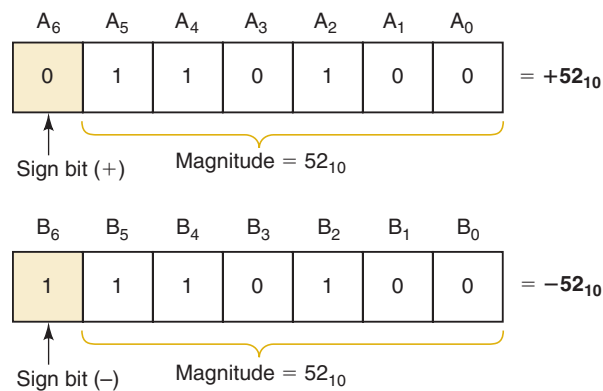 A₆ A₅ A₄ A₃ A₂ A₁ A₀
0 1 1 0 1 0 0 = +52₁₀
Sign bit (+) Magnitude = 52₁₀
B₆ B₅ B₄ B₃ B₂ B₁ B₀
1 1 1 0 1 0 0 = −52₁₀
Sign bit (–) Magnitude = 52₁₀